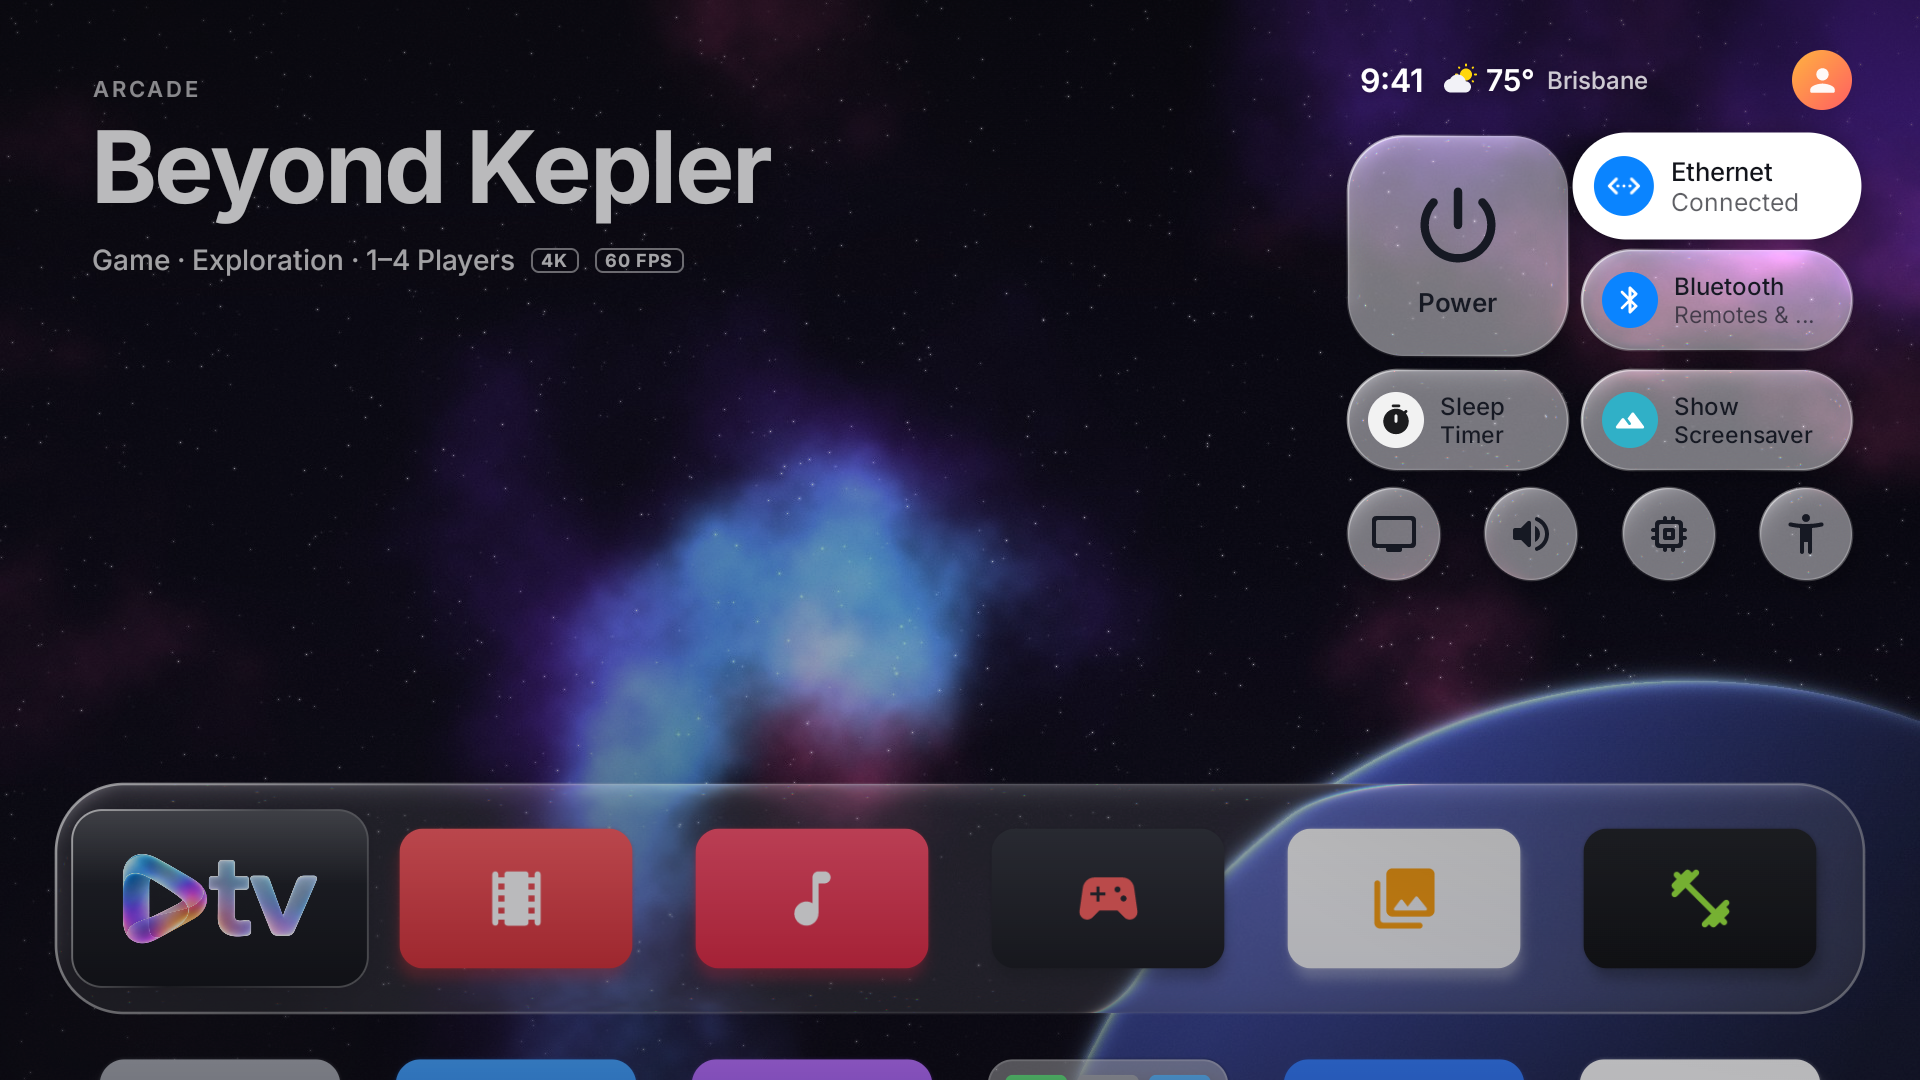 ARCADE
Beyond Kepler
Game · Exploration · 1–4 Players 4K 60 FPS
9:41 75° Brisbane
Power
Ethernet
Connected
Bluetooth
Remotes & ...
Sleep
Timer
Show
Screensaver
tv